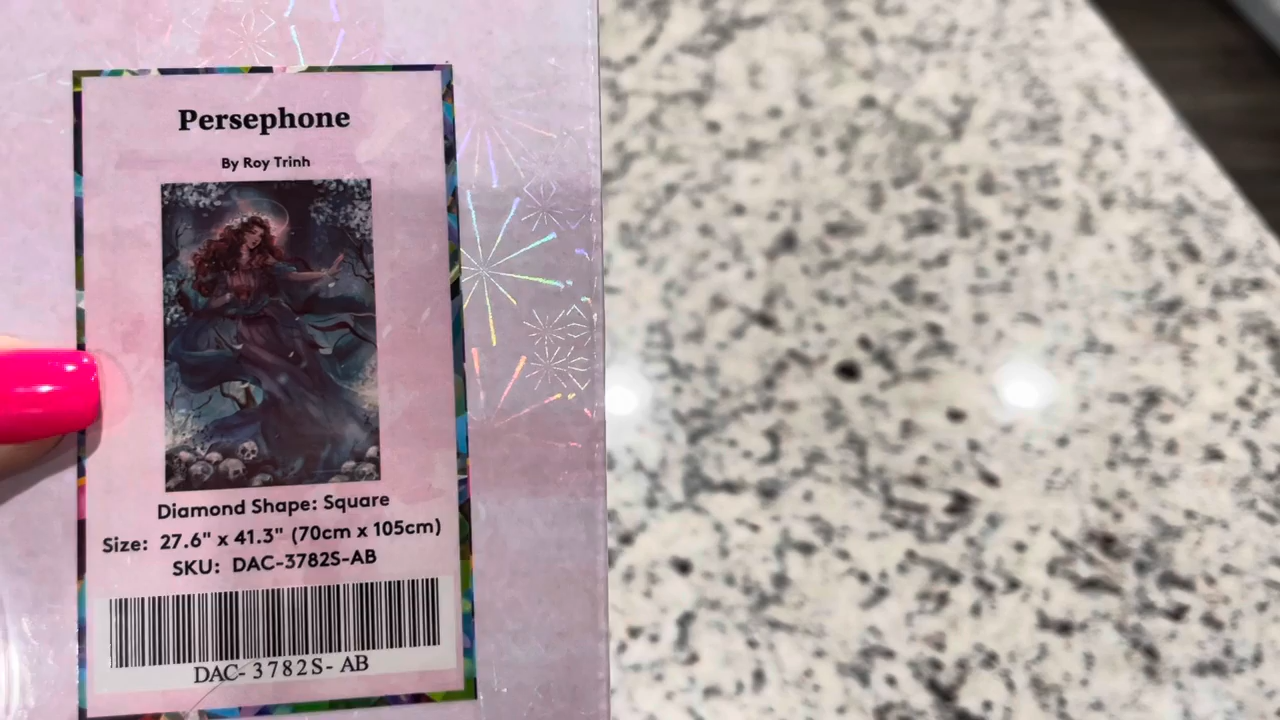 Persephone
By Roy Trinh
Diamond Shape: Square
Size: 27.6" x 41.3" (70cm x 105cm)
SKU: DAC-3782S-AB
DAC-3782S-AB